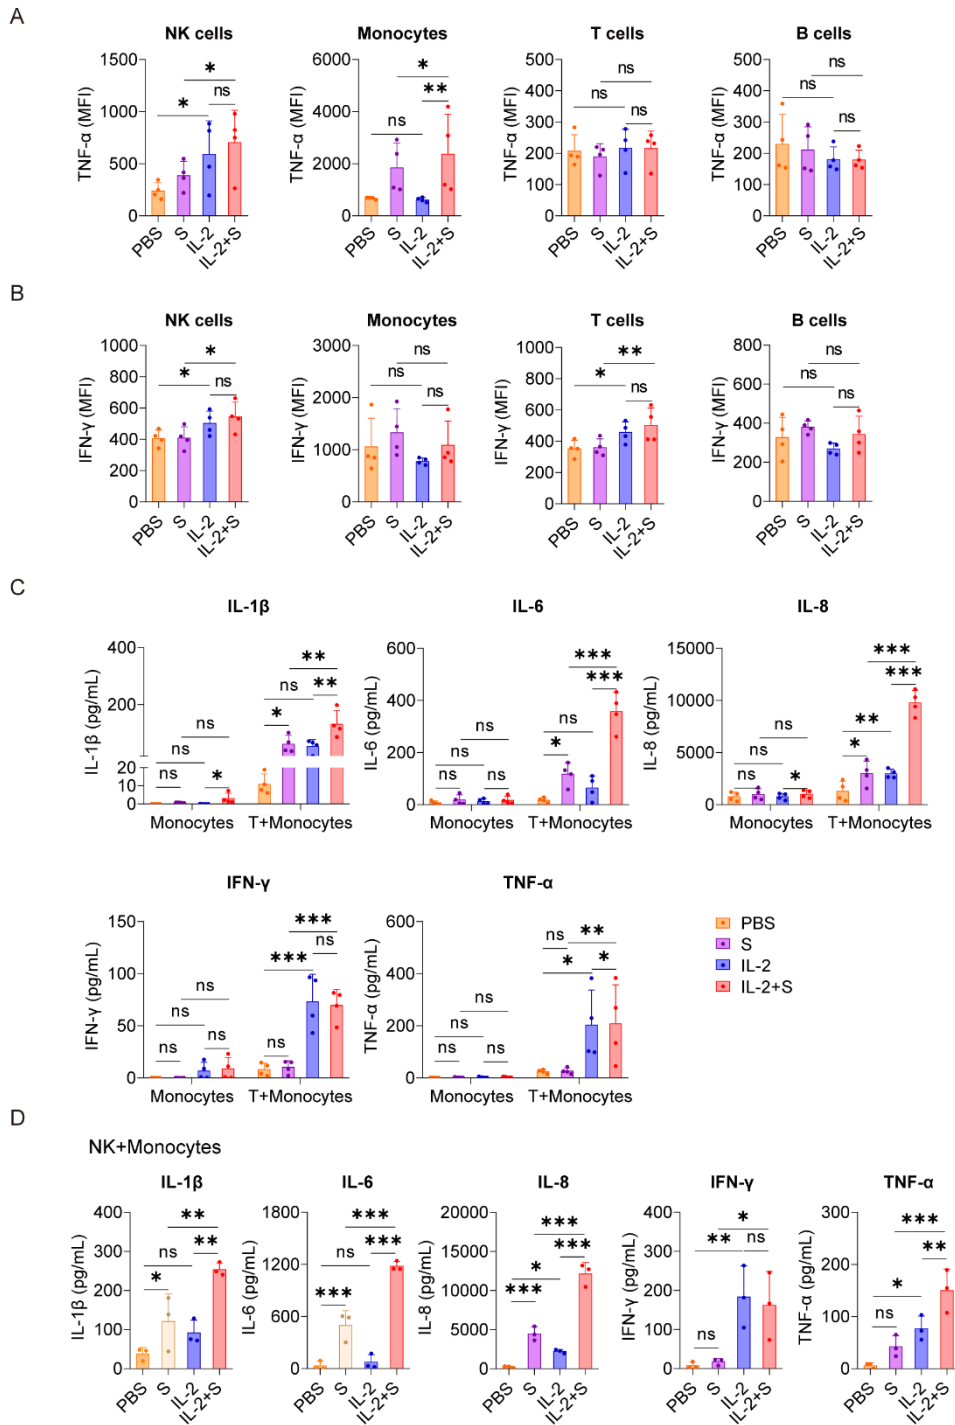 A
NK cells
TNF-α (MFI)
1500
1000
500
0
*
*
ns
PBS
S
IL-2
IL-2+S
Monocytes
TNF-α (MFI)
6000
4000
2000
0
*
**
ns
PBS
S
IL-2
IL-2+S
T cells
TNF-α (MFI)
500
400
300
200
100
0
ns
ns
ns
PBS
S
IL-2
IL-2+S
B cells
TNF-α (MFI)
500
400
300
200
100
0
ns
ns
ns
PBS
S
IL-2
IL-2+S
B
NK cells
IFN-γ (MFI)
1000
800
600
400
200
0
*
*
ns
PBS
S
IL-2
IL-2+S
Monocytes
IFN-γ (MFI)
3000
2000
1000
0
ns
ns
ns
PBS
S
IL-2
IL-2+S
T cells
IFN-γ (MFI)
1000
800
600
400
200
0
**
*
ns
PBS
S
IL-2
IL-2+S
B cells
IFN-γ (MFI)
800
600
400
200
0
ns
ns
ns
PBS
S
IL-2
IL-2+S
C
IL-1β
IL-1β (pg/mL)
400
200
20
10
0
ns
ns
ns
*
**
ns
**
*
Monocytes
T+Monocytes
IL-6
IL-6 (pg/mL)
600
400
200
0
ns
ns
ns
ns
***
***
ns
*
Monocytes
T+Monocytes
IL-8
IL-8 (pg/mL)
15000
10000
5000
0
ns
ns
ns
*
***
***
**
*
Monocytes
T+Monocytes
IFN-γ
IFN-γ (pg/mL)
150
100
50
0
ns
ns
ns
ns
***
ns
***
ns
Monocytes
T+Monocytes
TNF-α
TNF-α (pg/mL)
600
400
200
0
ns
ns
ns
ns
ns
**
*
*
Monocytes
T+Monocytes
PBS
S
IL-2
IL-2+S
D
NK+Monocytes
IL-1β
IL-1β (pg/mL)
400
300
200
100
0
**
ns
**
*
PBS
S
IL-2
IL-2+S
IL-6
IL-6 (pg/mL)
1800
1200
600
0
***
ns
***
***
PBS
S
IL-2
IL-2+S
IL-8
IL-8 (pg/mL)
20000
15000
10000
5000
0
***
***
*
***
PBS
S
IL-2
IL-2+S
IFN-γ
IFN-γ (pg/mL)
400
300
200
100
0
*
**
ns
ns
PBS
S
IL-2
IL-2+S
TNF-α
TNF-α (pg/mL)
300
200
100
0
***
**
*
ns
PBS
S
IL-2
IL-2+S